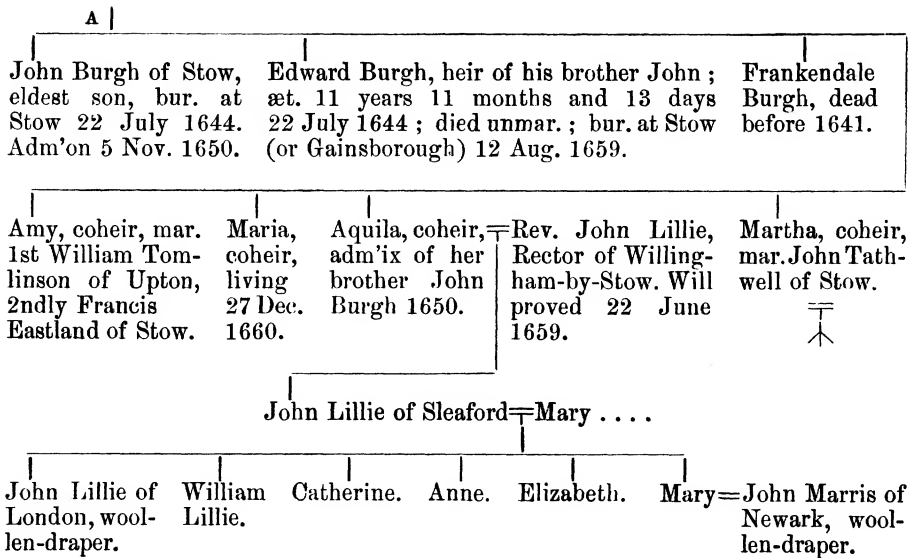 A
John Burgh of Stow,
eldest son, bur. at
Stow 22 July 1644.
Adm'on 5 Nov. 1650.
Edward Burgh, heir of his brother John ;
æt. 11 years 11 months and 13 days
22 July 1644 ; died unmar. ; bur. at Stow
(or Gainsborough) 12 Aug. 1659.
Frankendale
Burgh, dead
before 1641.
Amy, coheir, mar.
1st William Tom-
linson of Upton,
2ndly Francis
Eastland of Stow.
Maria,
coheir,
living
27 Dec.
1660.
Aquila, coheir,
adm'ix of her
brother John
Burgh 1650.
Rev. John Lillie,
Rector of Willing-
ham-by-Stow. Will
proved 22 June
1659.
Martha, coheir,
mar. John Tath-
well of Stow.
John Lillie of Sleaford=Mary . . . .
John Lillie of
London, wool-
len-draper.
William
Lillie.
Catherine.
Anne.
Elizabeth.
Mary=John Marris of
Newark, wool-
len-draper.